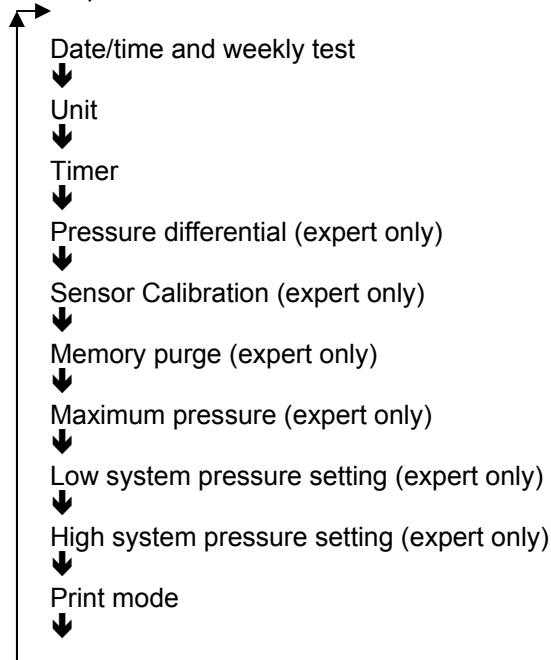 Date/time and weekly test
Unit
Timer
Pressure differential (expert only)
Sensor Calibration (expert only)
Memory purge (expert only)
Maximum pressure (expert only)
Low system pressure setting (expert only)
High system pressure setting (expert only)
Print mode